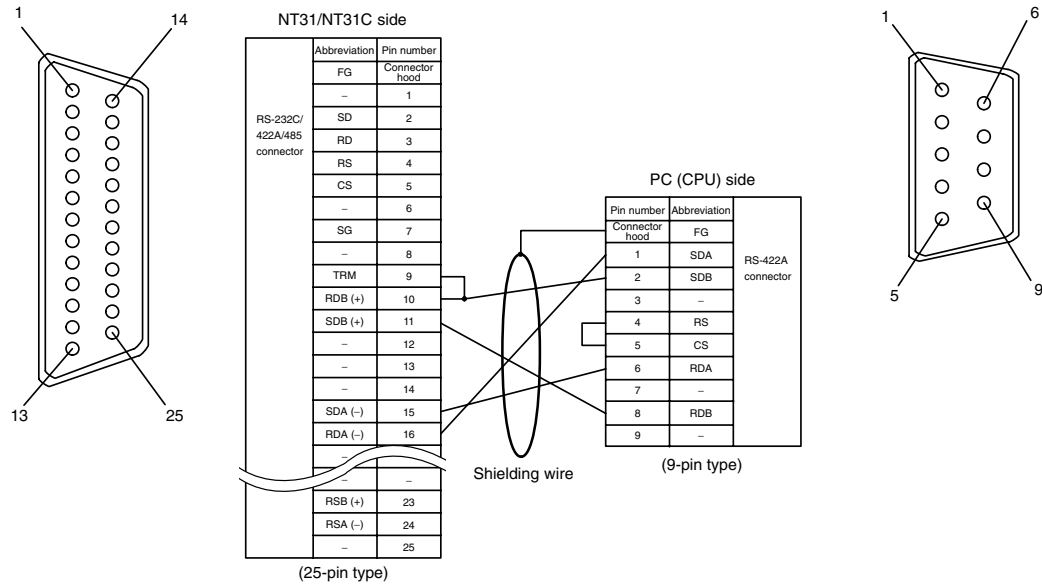 1
14
13
25
NT31/NT31C side
RS-232C/
422A/485
connector
Abbreviation Pin number
FG Connector hood
– 1
SD 2
RD 3
RS 4
CS 5
– 6
SG 7
– 8
TRM 9
RDB (+) 10
SDB (+) 11
– 12
– 13
– 14
SDA (–) 15
RDA (–) 16
–
– –
RSB (+) 23
RSA (–) 24
– 25
(25-pin type)
Shielding wire
PC (CPU) side
Pin number Abbreviation
Connector hood FG
1 SDA
2 SDB
3 –
4 RS
5 CS
6 RDA
7 –
8 RDB
9 –
RS-422A
connector
(9-pin type)
1
6
5
9